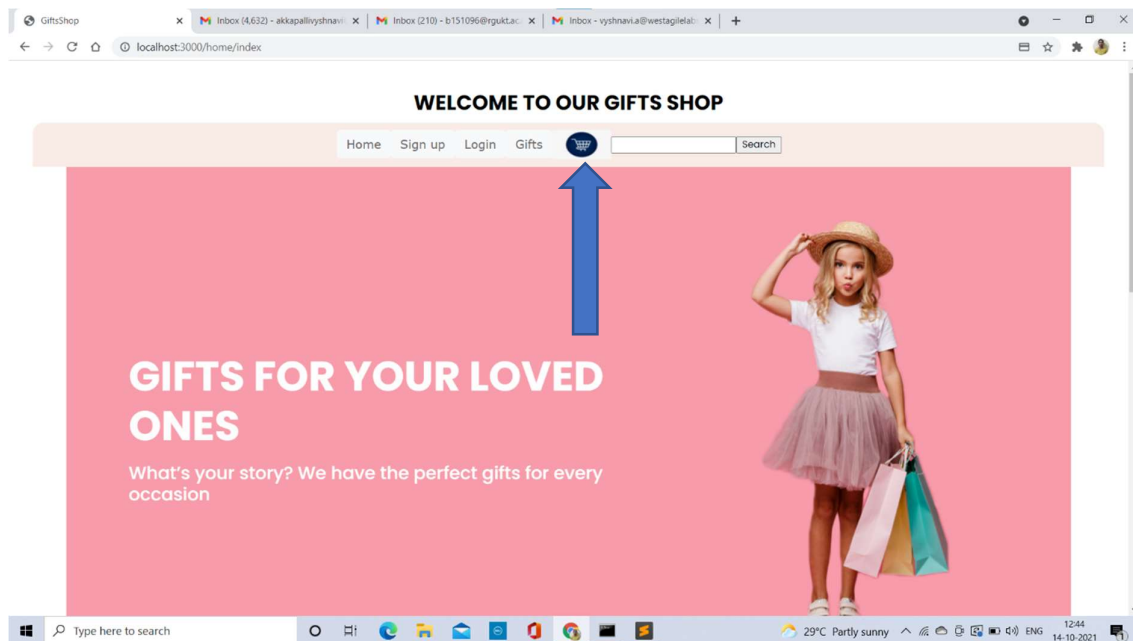 GiftsShop
Inbox (4,632) - akkapallivyshnavi
Inbox (210) - b151096@rgukt.ac.
Inbox - vyshnavi.a@westagilelab
localhost:3000/home/index
WELCOME TO OUR GIFTS SHOP
Home Sign up Login Gifts Search
GIFTS FOR YOUR LOVED
ONES
What's your story? We have the perfect gifts for every
occasion
Type here to search
29°C Partly sunny
ENG
12:44
14-10-2021